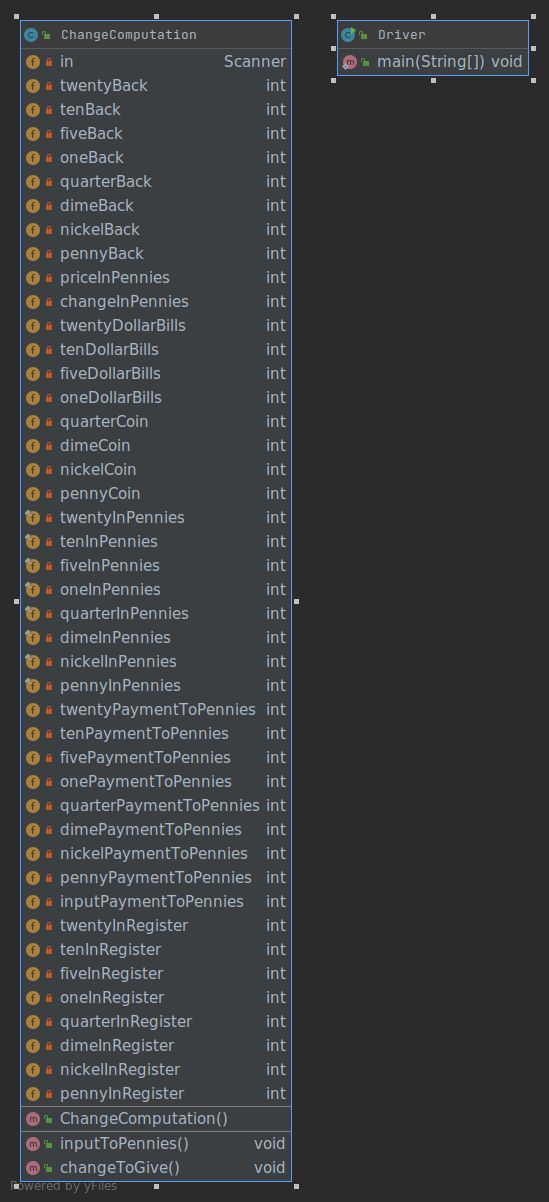 ChangeComputation
in Scanner
twentyBack int
tenBack int
fiveBack int
oneBack int
quarterBack int
dimeBack int
nickelBack int
pennyBack int
priceInPennies int
changeInPennies int
twentyDollarBills int
tenDollarBills int
fiveDollarBills int
oneDollarBills int
quarterCoin int
dimeCoin int
nickelCoin int
pennyCoin int
twentyInPennies int
tenInPennies int
fiveInPennies int
oneInPennies int
quarterInPennies int
dimeInPennies int
nickelInPennies int
pennyInPennies int
twentyPaymentToPennies int
tenPaymentToPennies int
fivePaymentToPennies int
onePaymentToPennies int
quarterPaymentToPennies int
dimePaymentToPennies int
nickelPaymentToPennies int
pennyPaymentToPennies int
inputPaymentToPennies int
twentyInRegister int
tenInRegister int
fiveInRegister int
oneInRegister int
quarterInRegister int
dimeInRegister int
nickelInRegister int
pennyInRegister int
ChangeComputation()
inputToPennies() void
changeToGive() void
Powered by yFiles
Driver
main(String[]) void